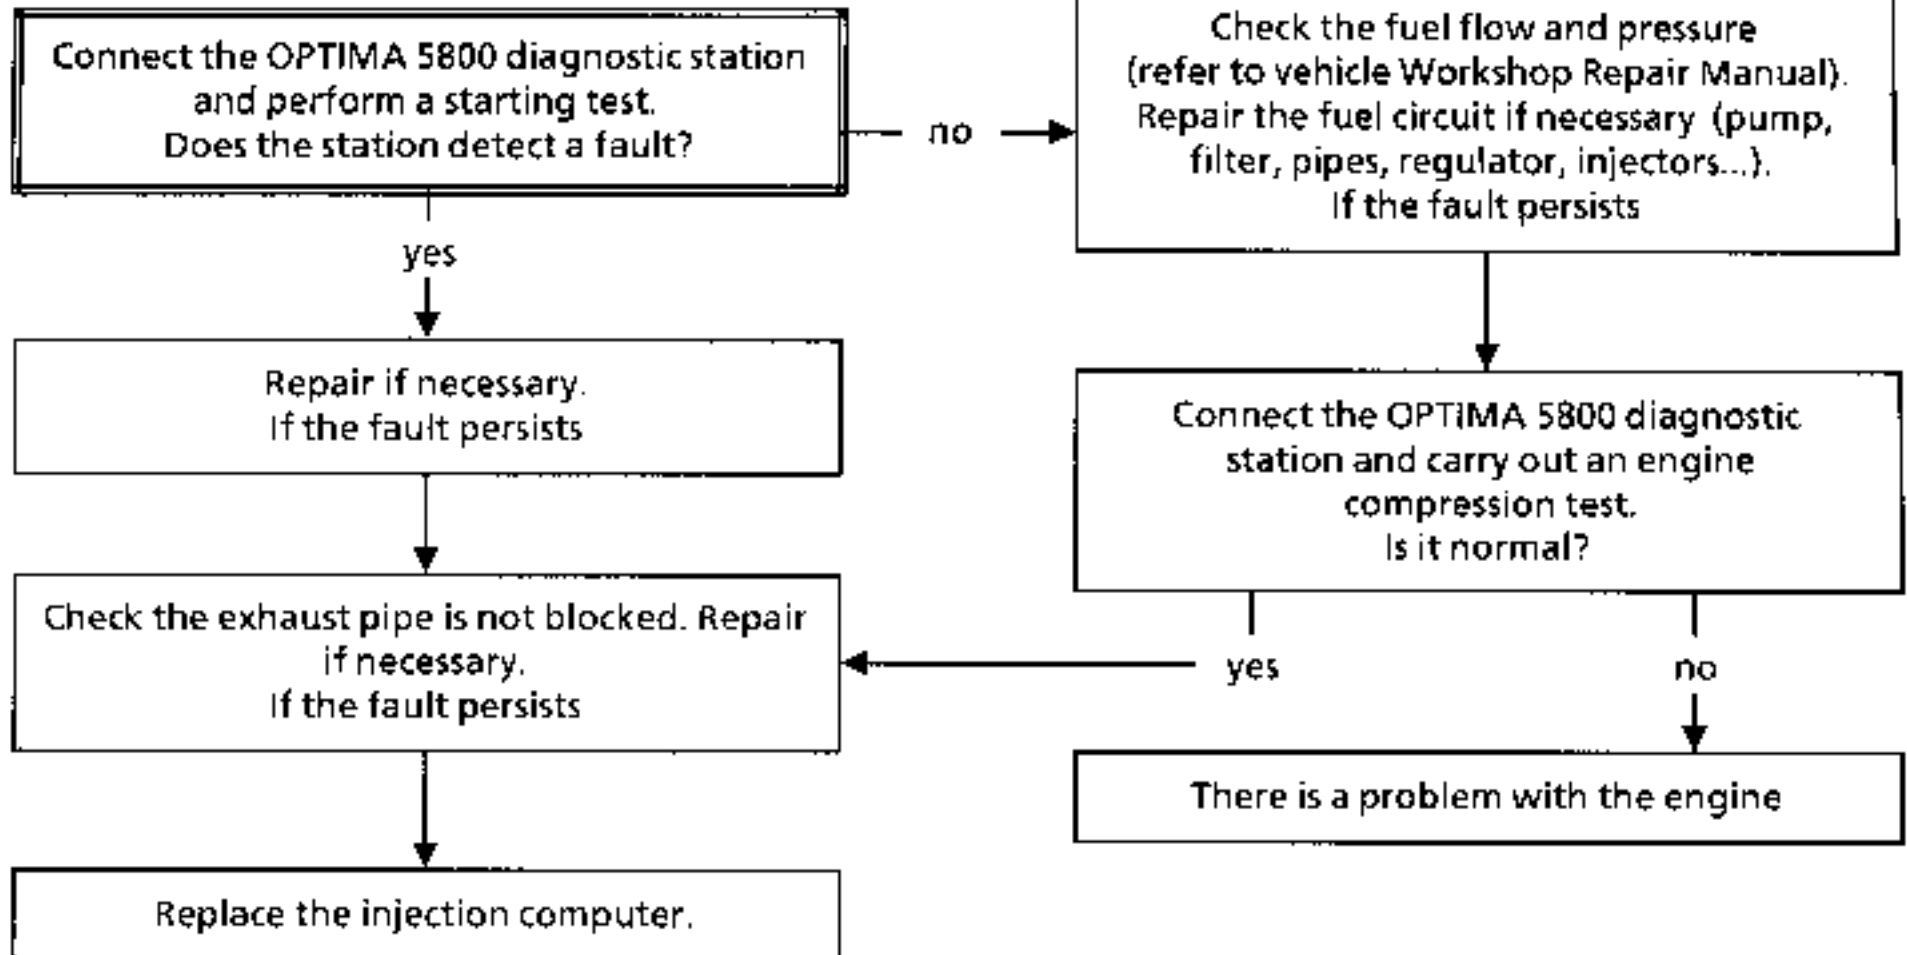 Connect the OPTIMA 5800 diagnostic station
and perform a starting test.
Does the station detect a fault?
no
Check the fuel flow and pressure
(refer to vehicle Workshop Repair Manual).
Repair the fuel circuit if necessary (pump,
filter, pipes, regulator, injectors...).
If the fault persists
yes
Repair if necessary.
If the fault persists
Connect the OPTIMA 5800 diagnostic
station and carry out an engine
compression test.
Is it normal?
Check the exhaust pipe is not blocked. Repair
if necessary.
If the fault persists
yes
no
There is a problem with the engine
Replace the injection computer.